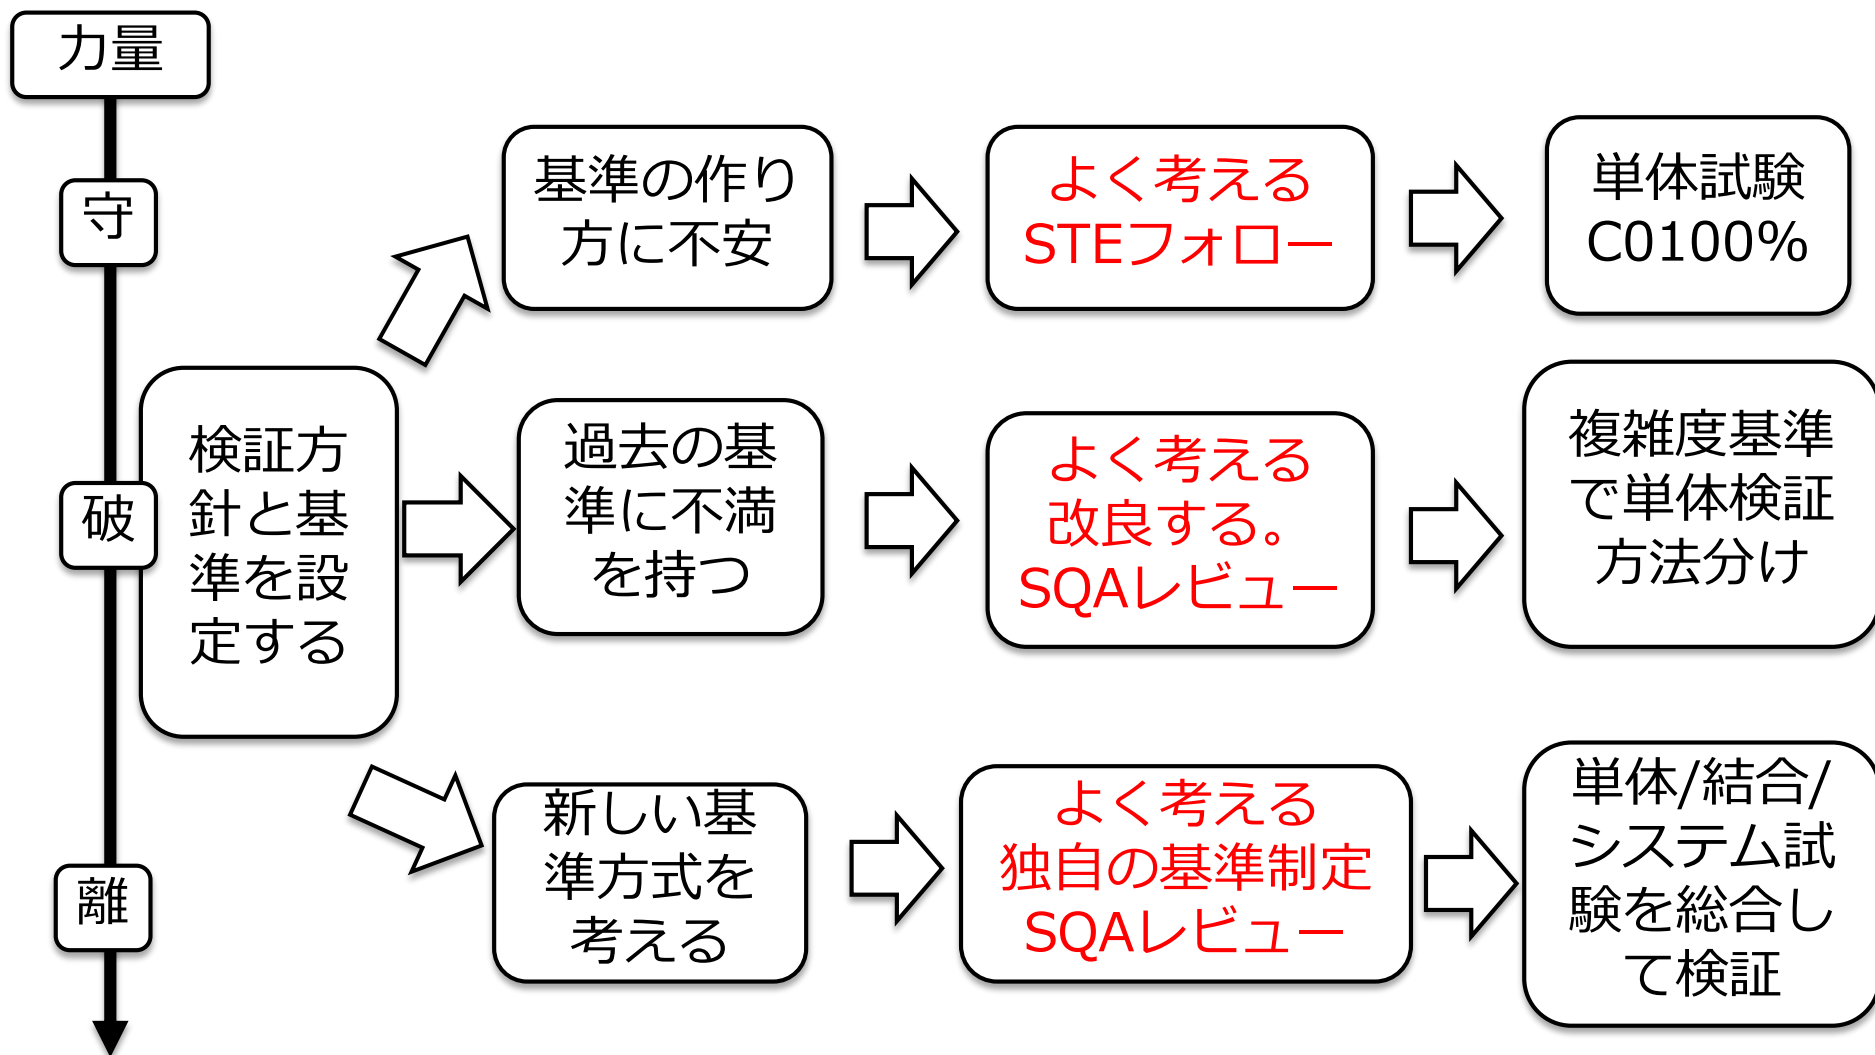 力量
守
基準の作り
方に不安
よく考える
STEフォロー
単体試験
C0100%
破
検証方
針と基
準を設
定する
過去の基
準に不満
を持つ
よく考える
改良する。
SQAレビュー
複雑度基準
で単体検証
方法分け
離
新しい基
準方式を
考える
よく考える
独自の基準制定
SQAレビュー
単体/結合/
システム試
験を総合し
て検証